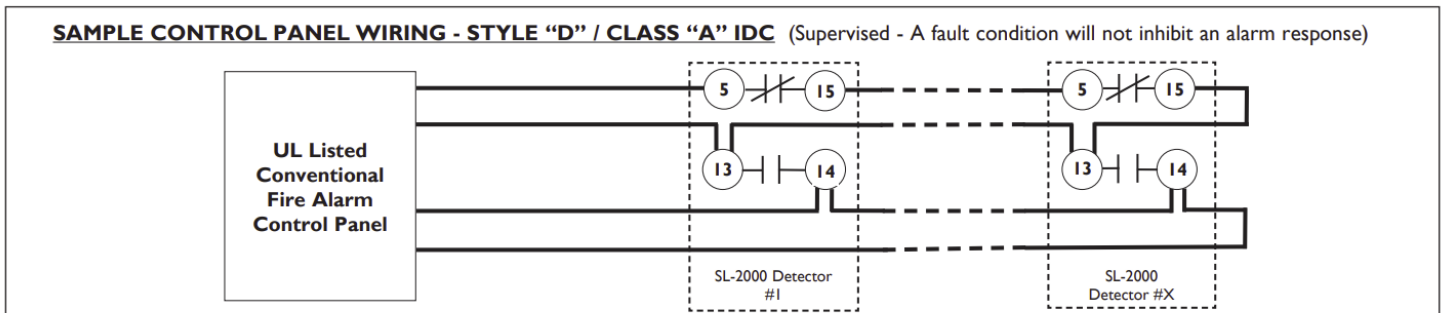 SAMPLE CONTROL PANEL WIRING - STYLE “D” / CLASS “A” IDC (Supervised - A fault condition will not inhibit an alarm response)
5 15 5 15
UL Listed
Conventional
Fire Alarm
Control Panel
13 14 13 14
SL-2000 Detector
#1
SL-2000
Detector #X